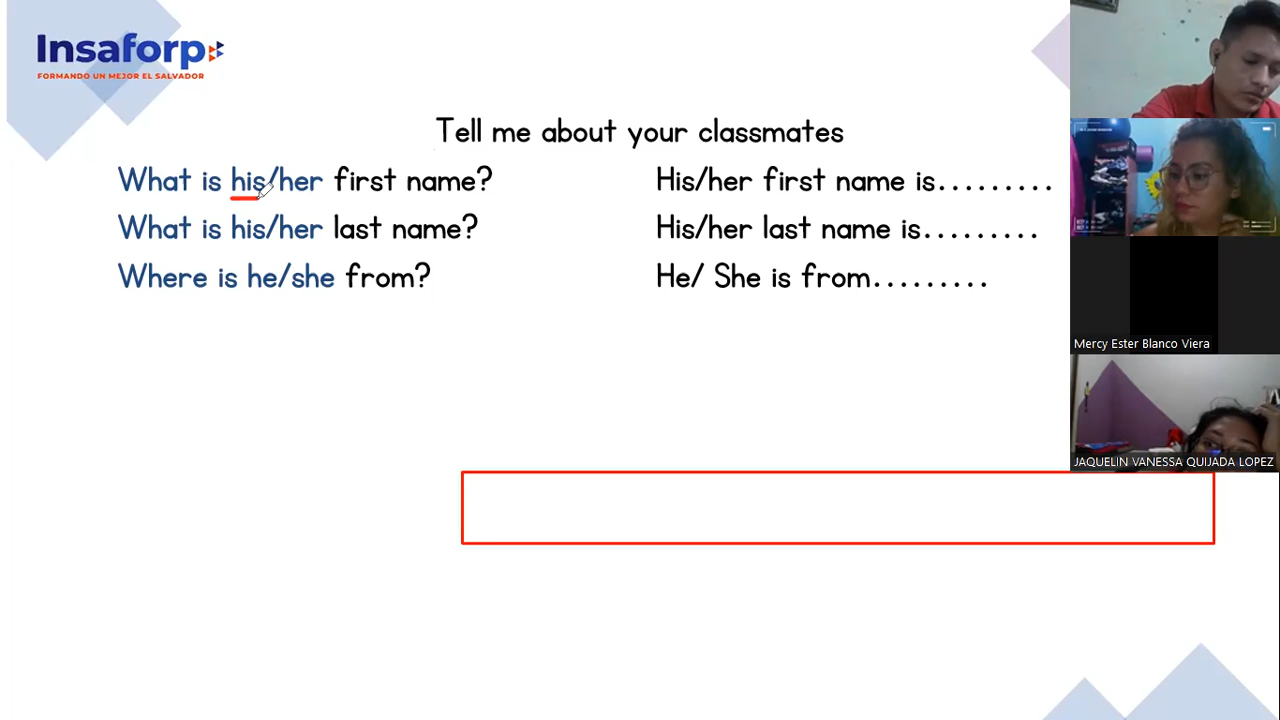 Insaforp
FORMANDO UN MEJOR EL SALVADOR
Tell me about your classmates
What is his/her first name?
His/her first name is.........
What is his/her last name?
His/her last name is.........
Where is he/she from?
He/ She is from.........
Mercy Ester Blanco Viera
JAQUELIN VANESSA QUIJADA LOPEZ